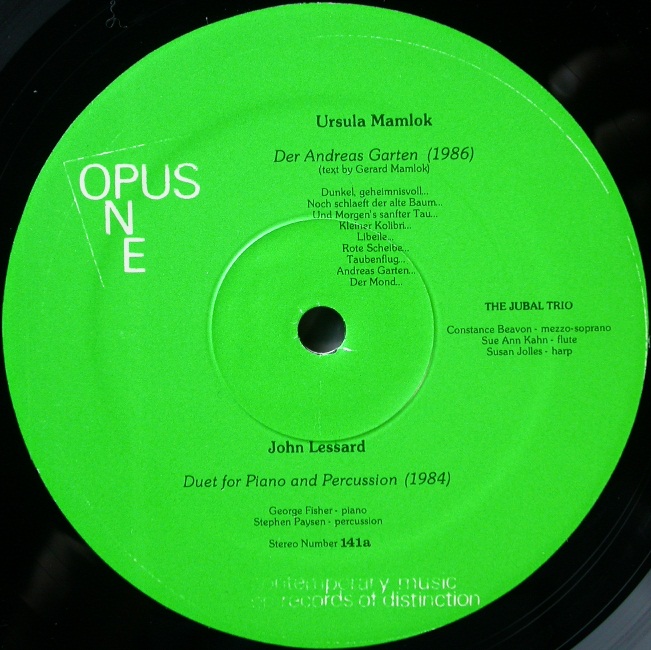 Ursula Mamlok
Der Andreas Garten (1986)
(text by Gerard Mamlok)
OPUS
N
E
Dunkel, geheimnisvoll...
Noch schlaeft der alte Baum...
Und Morgen's sanfter Tau...
Kleiner Kolibri...
Libelle...
Rote Scheibe...
Taubenflug...
Andreas Garten...
Der Mond...
THE JUBAL TRIO
Constance Beavon - mezzo-soprano
Sue Ann Kahn - flute
Susan Jolles - harp
John Lessard
Duet for Piano and Percussion (1984)
George Fisher - piano
Stephen Paysen - percussion
Stereo Number 141a
contemporary music
records of distinction